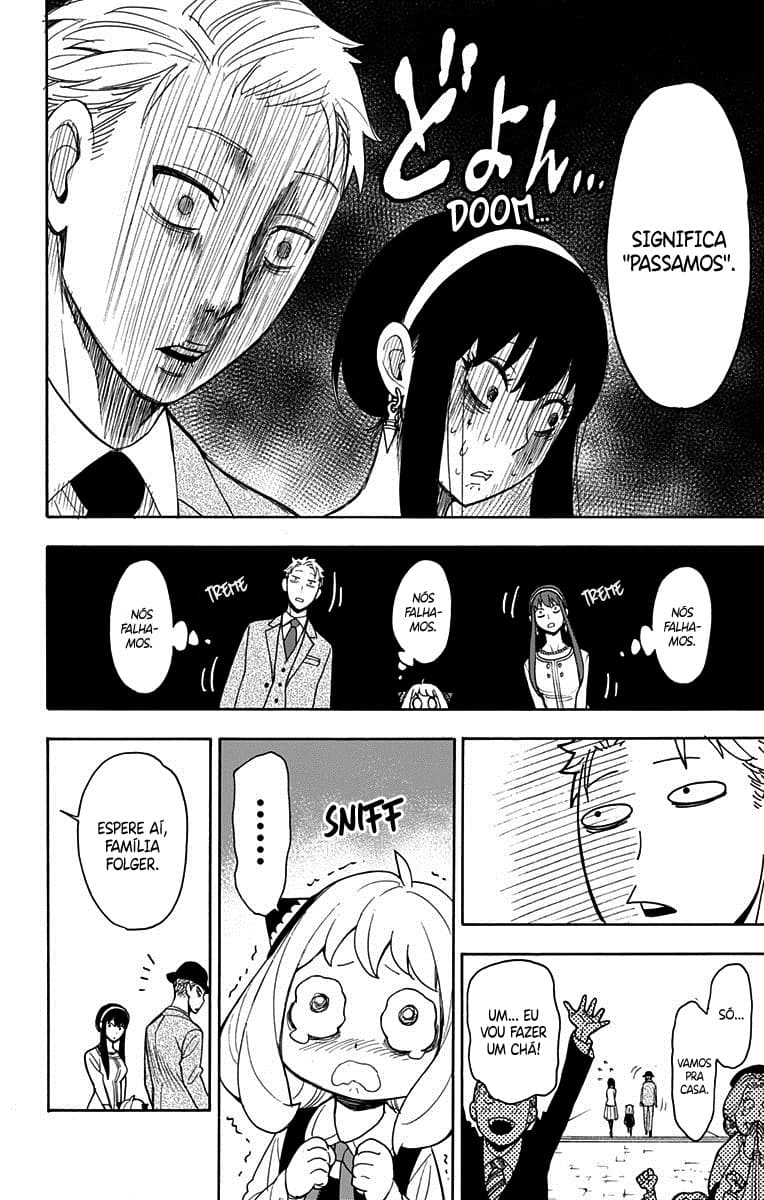 SIGNIFICA
"PASSAMOS".
どよん...
DOOM...
NÓS
FALHA-
MOS.
TREME
NÓS
FALHA-
MOS.
TREME
NÓS
FALHA-
MOS.
SÓ...
VAMOS
PRA
CASA.
UM... EU
VOU FAZER
UM CHÁ!
SNIFF
......
ESPERE AÍ,
FAMÍLIA
FOLGER.